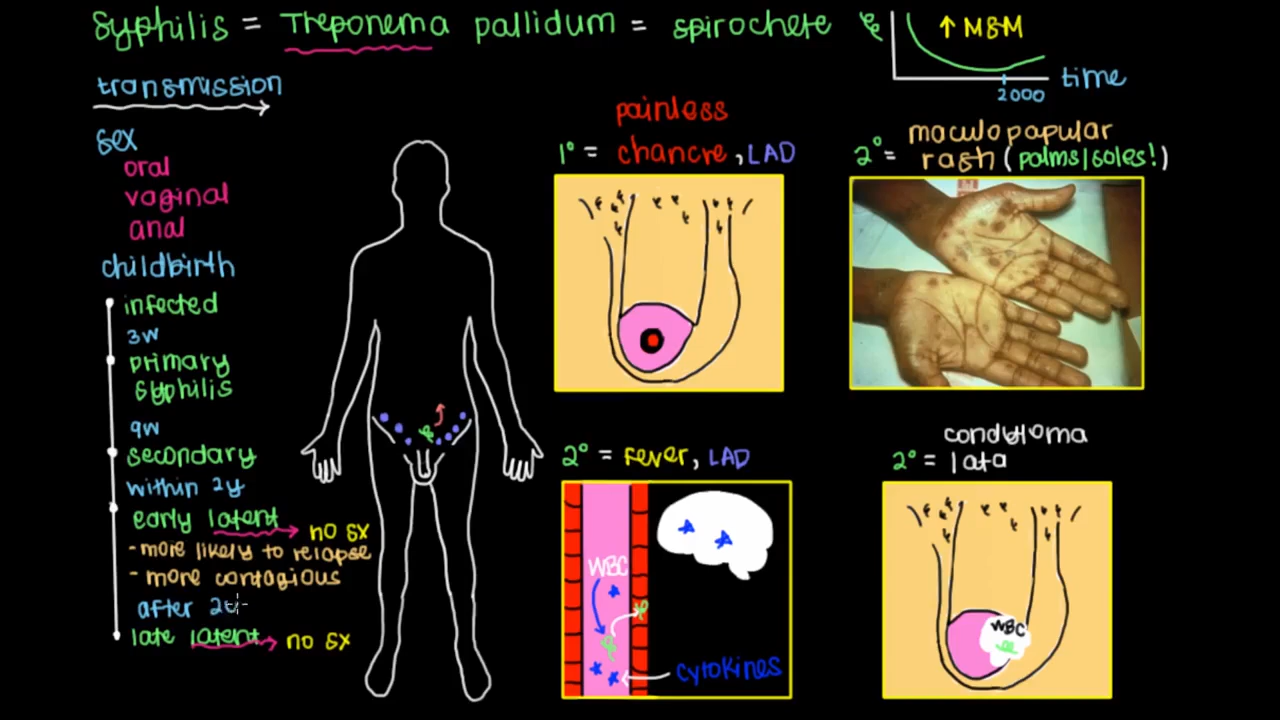 syphilis = Treponema pallidum = spirochete
↑ MSM
time
2000
transmission
sex
oral
vaginal
anal
childbirth
infected
3w
primary
syphilis
9w
secondary
within 2y
early latent → no sx
- more likely to relapse
- more contagious
after
late latent → no sx
painless
1° = chancre, LAD
maculopapular
2° = rash (palms/soles!)
2° = fever, LAD
WBC
cytokines
condyloma
2° = lata
WBC